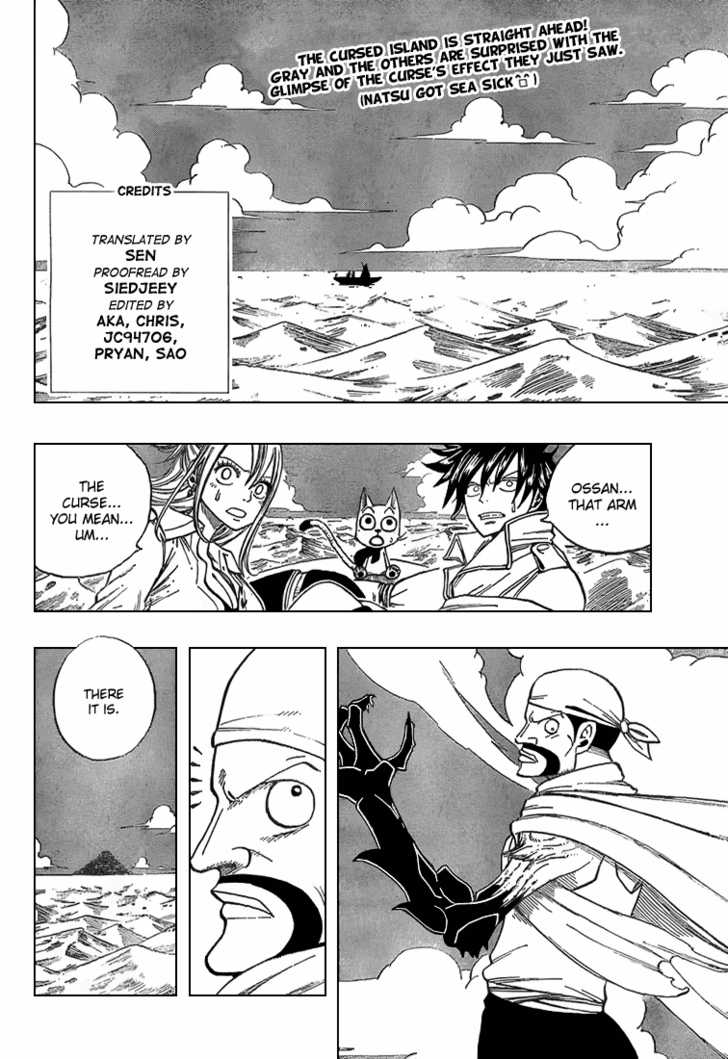 THE CURSED ISLAND IS STRAIGHT AHEAD!
GRAY AND THE OTHERS ARE SURPRISED WITH THE
GLIMPSE OF THE CURSE'S EFFECT THEY JUST SAW.
(NATSU GOT SEA SICK )
CREDITS
TRANSLATED BY
SEN
PROOFREAD BY
SIEDJEEY
EDITED BY
AKA, CHRIS,
JC94706,
PRYAN, SAO
OSSAN...
THAT ARM
...
THE
CURSE...
YOU MEAN...
UM...
THERE
IT IS.